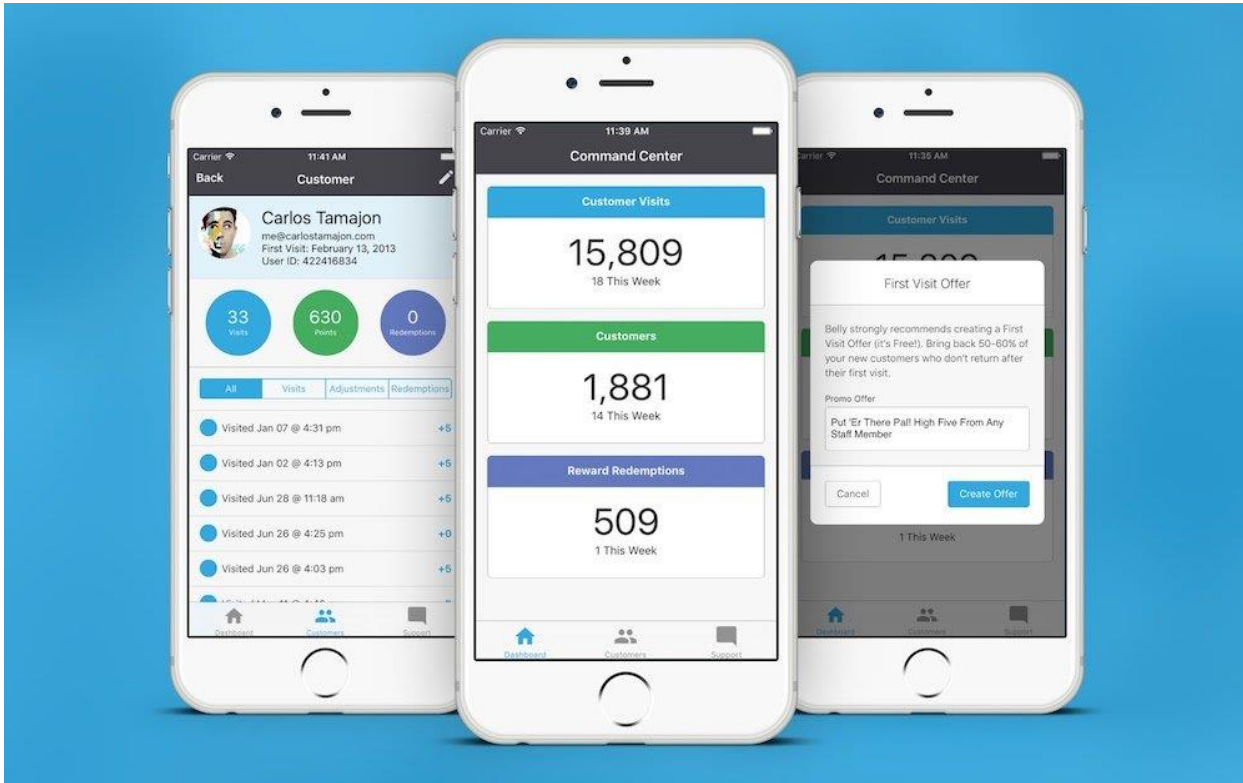 Carrier
11:41 AM
Back
Customer
Carlos Tamajon
me@carlostamajon.com
First Visit: February 13, 2013
User ID: 422416834
33
Visits
630
Points
0
Redemptions
All
Visits
Adjustments
Redemptions
Visited Jan 07 @ 4:31 pm
+5
Visited Jan 02 @ 4:13 pm
+5
Visited Jun 28 @ 11:18 am
+5
Visited Jun 26 @ 4:25 pm
+0
Visited Jun 26 @ 4:03 pm
+5
Dashboard
Customers
Support
Carrier
11:39 AM
Command Center
Customer Visits
15,809
18 This Week
Customers
1,881
14 This Week
Reward Redemptions
509
1 This Week
Dashboard
Customers
Support
Carrier
11:35 AM
Command Center
Customer Visits
First Visit Offer
Belly strongly recommends creating a First
Visit Offer (it's Free!). Bring back 50-60% of
your new customers who don't return after
their first visit.
Promo Offer
Put 'Er There Pal! High Five From Any
Staff Member
Cancel
Create Offer
1 This Week
Dashboard
Customers
Support